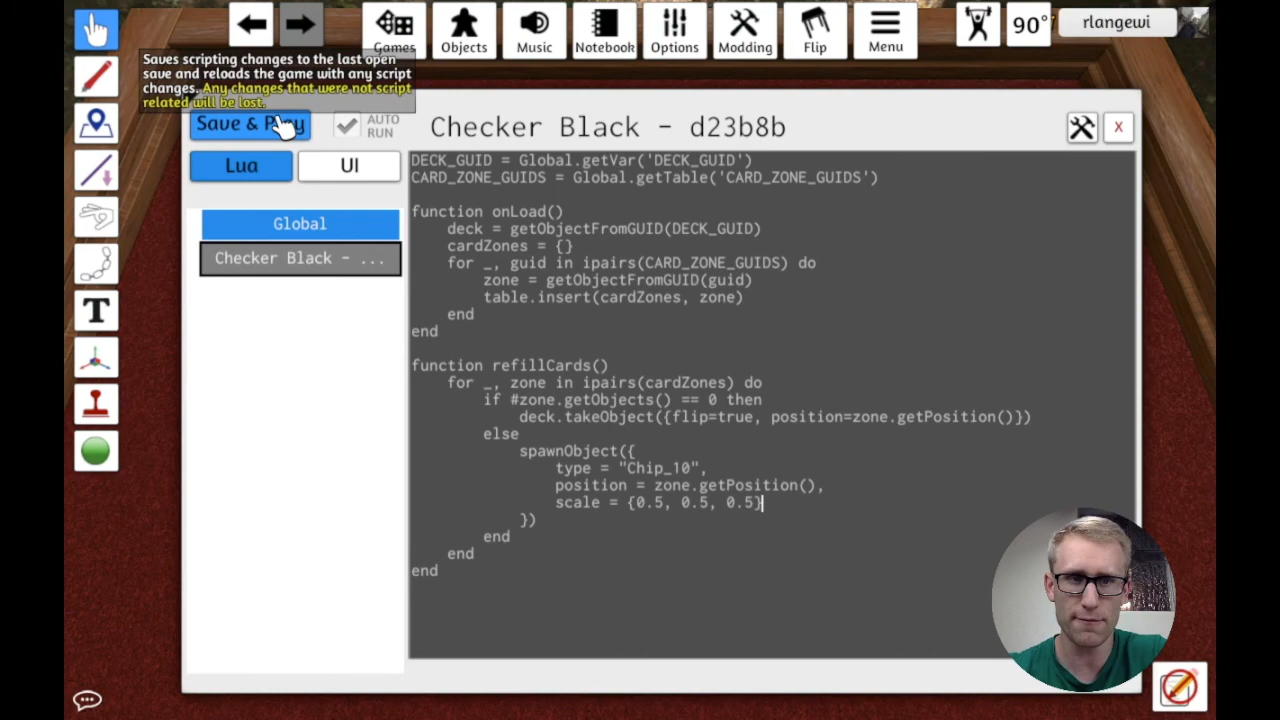 Games
Objects
Music
Notebook
Options
Modding
Flip
Menu
90°
rlangewi
Saves scripting changes to the last open
save and reloads the game with any script
changes. Any changes that were not script
related will be lost.
Save & Play
AUTO
RUN
Checker Black - d23b8b
X
Lua
UI
Global
Checker Black - ...
DECK_GUID = Global.getVar('DECK_GUID')
CARD_ZONE_GUIDS = Global.getTable('CARD_ZONE_GUIDS')
function onLoad()
deck = getObjectFromGUID(DECK_GUID)
cardZones = {}
for _, guid in ipairs(CARD_ZONE_GUIDS) do
zone = getObjectFromGUID(guid)
table.insert(cardZones, zone)
end
end
function refillCards()
for _, zone in ipairs(cardZones) do
if #zone.getObjects() == 0 then
deck.takeObject({flip=true, position=zone.getPosition()})
else
spawnObject({
type = "Chip_10",
position = zone.getPosition(),
scale = {0.5, 0.5, 0.5}
})
end
end
end
T